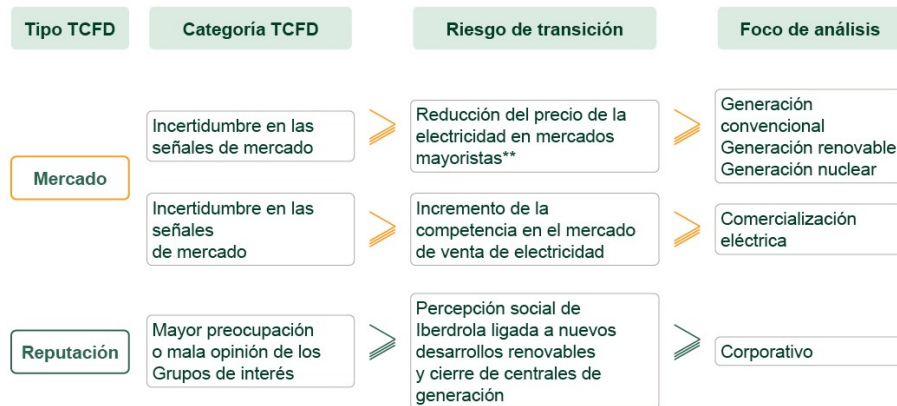 Tipo TCFD
Categoría TCFD
Riesgo de transición
Foco de análisis
Mercado
Incertidumbre en las
señales de mercado
Reducción del precio de la
electricidad en mercados
mayoristas**
Generación
convencional
Generación renovable
Generación nuclear
Incertidumbre en las
señales
de mercado
Incremento de la
competencia en el mercado
de venta de electricidad
Comercialización
eléctrica
Reputación
Mayor preocupación
o mala opinión de los
Grupos de interés
Percepción social de
Iberdrola ligada a nuevos
desarrollos renovables
y cierre de centrales de
generación
Corporativo